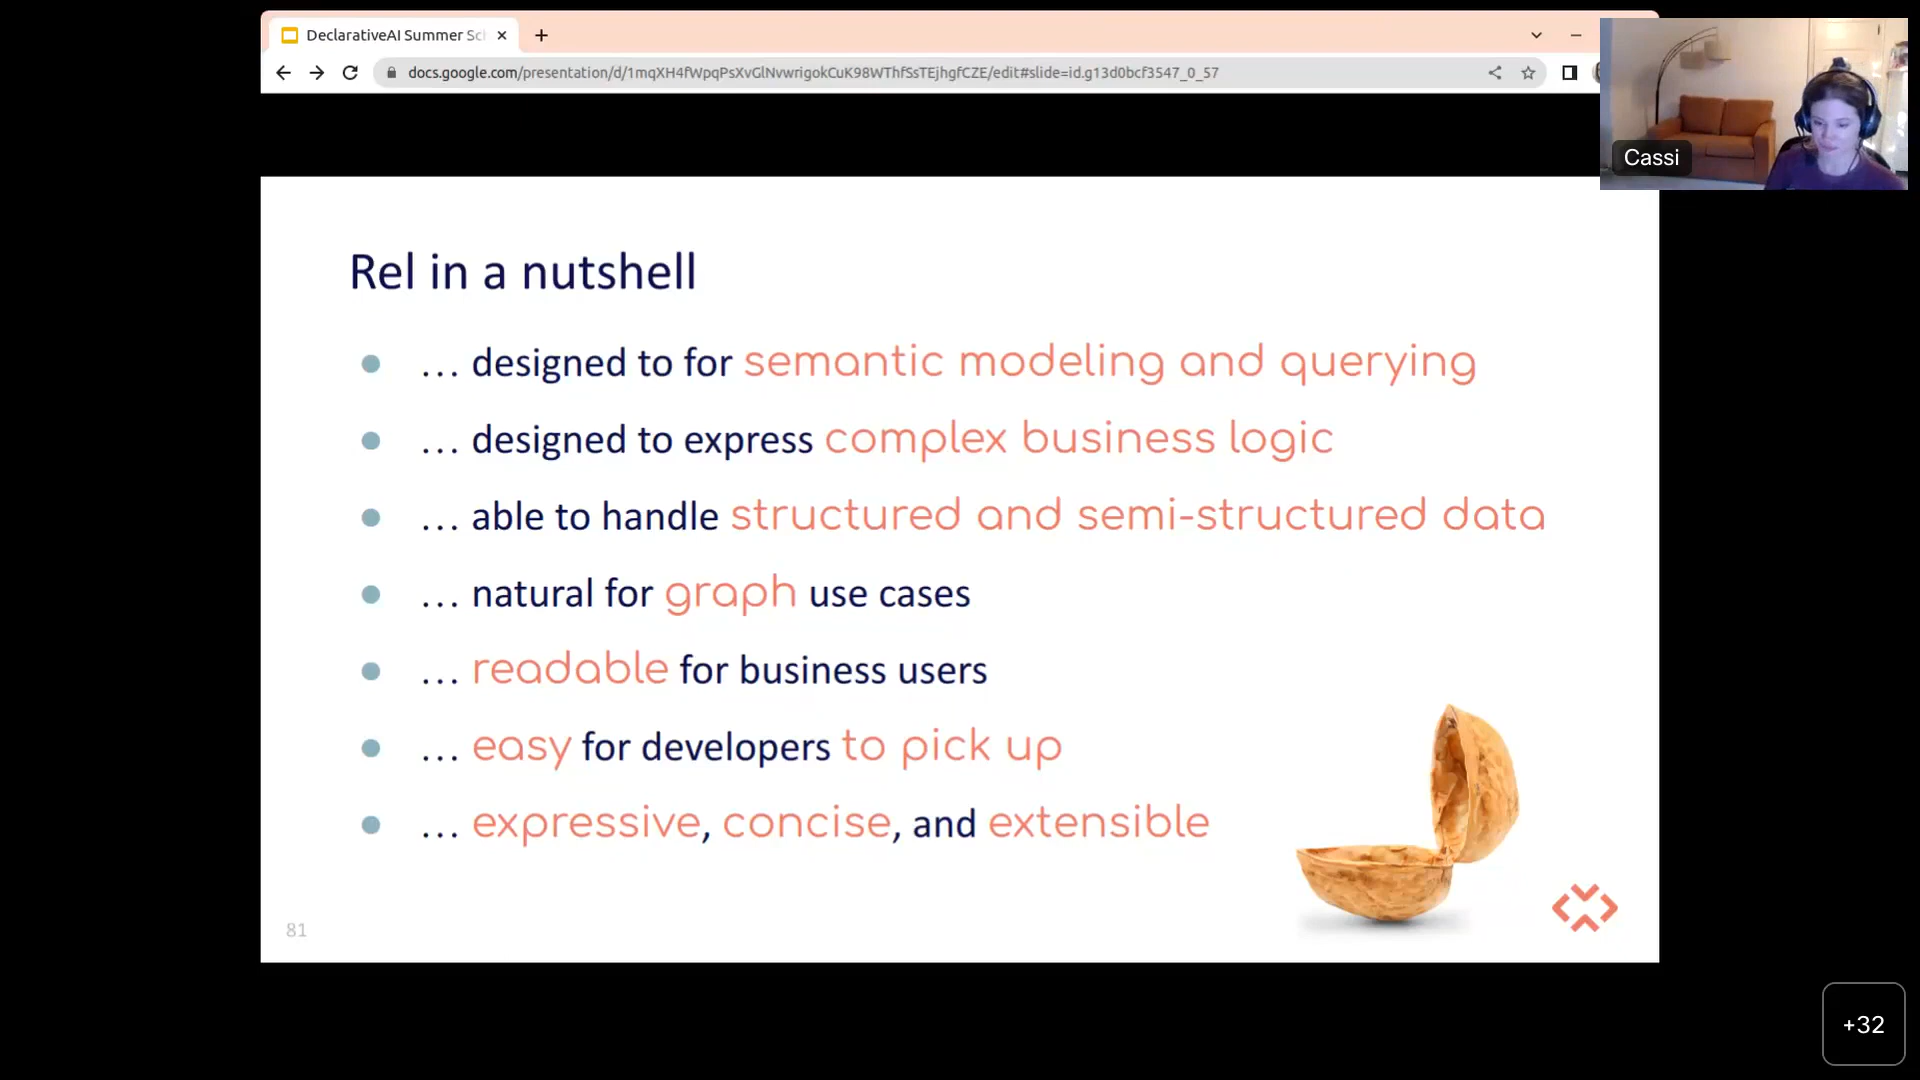 DeclarativeAI Summer Sc
docs.google.com/presentation/d/1mqXH4fWpqPsXvGlNvwrigokCuK98WThfSsTEjhgfCZE/edit#slide=id.g13d0bcf3547_0_57
Cassi
Rel in a nutshell
… designed to for semantic modeling and querying
… designed to express complex business logic
… able to handle structured and semi-structured data
… natural for graph use cases
… readable for business users
… easy for developers to pick up
… expressive, concise, and extensible
81
+32